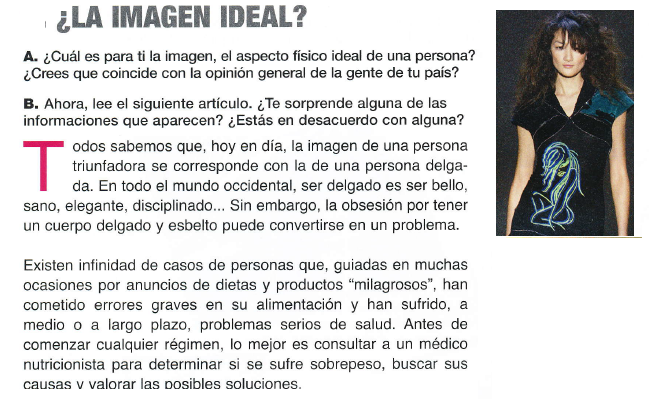 ¿LA IMAGEN IDEAL?
A. ¿Cuál es para ti la imagen, el aspecto físico ideal de una persona?
¿Crees que coincide con la opinión general de la gente de tu país?
B. Ahora, lee el siguiente artículo. ¿Te sorprende alguna de las
informaciones que aparecen? ¿Estás en desacuerdo con alguna?
Todos sabemos que, hoy en día, la imagen de una persona
triunfadora se corresponde con la de una persona delga-
da. En todo el mundo occidental, ser delgado es ser bello,
sano, elegante, disciplinado... Sin embargo, la obsesión por tener
un cuerpo delgado y esbelto puede convertirse en un problema.
Existen infinidad de casos de personas que, guiadas en muchas
ocasiones por anuncios de dietas y productos “milagrosos”, han
cometido errores graves en su alimentación y han sufrido, a
medio o a largo plazo, problemas serios de salud. Antes de
comenzar cualquier régimen, lo mejor es consultar a un médico
nutricionista para determinar si se sufre sobrepeso, buscar sus
causas y valorar las posibles soluciones.